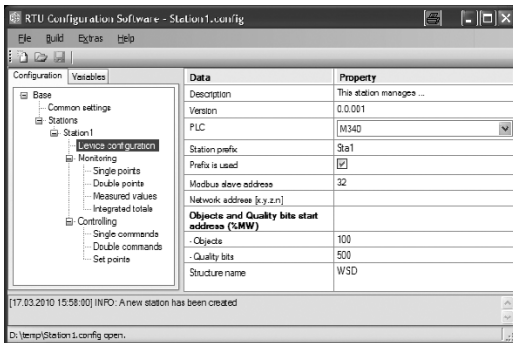 RTU Configuration Software - Station1.config
File Build Extras Help
Configuration Variables
Base
Common settings
Stations
Station1
Device configuration
Monitoring
Single points
Double points
Measured values
Integrated totals
Controlling
Single commands
Double commands
Set points
Data Property
Description This station manages ...
Version 0.0.001
PLC M340
Station prefix Sta1
Prefix is used
Modbus slave address 32
Network address [x.y.z.n]
Objects and Quality bits start
address (%MW)
- Objects 100
- Quality bits 500
Structure name WSD
[17.03.2010 15:58:00] INFO: A new station has been created
D:\temp\Station1.config open.